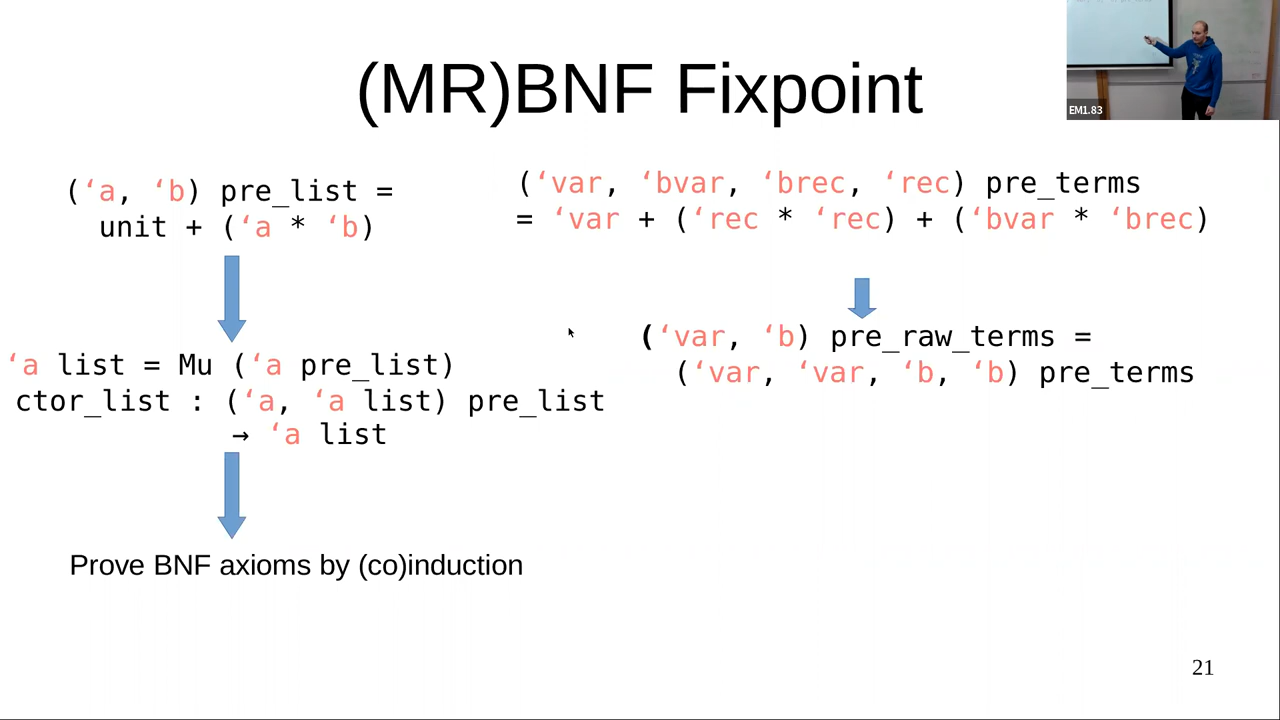 (MR)BNF Fixpoint
EM1.83
(‘a, ‘b) pre_list =
unit + (‘a * ‘b)
(‘var, ‘bvar, ‘brec, ‘rec) pre_terms
= ‘var + (‘rec * ‘rec) + (‘bvar * ‘brec)
‘a list = Mu (‘a pre_list)
ctor_list : (‘a, ‘a list) pre_list
→ ‘a list
(‘var, ‘b) pre_raw_terms =
(‘var, ‘var, ‘b, ‘b) pre_terms
Prove BNF axioms by (co)induction
21